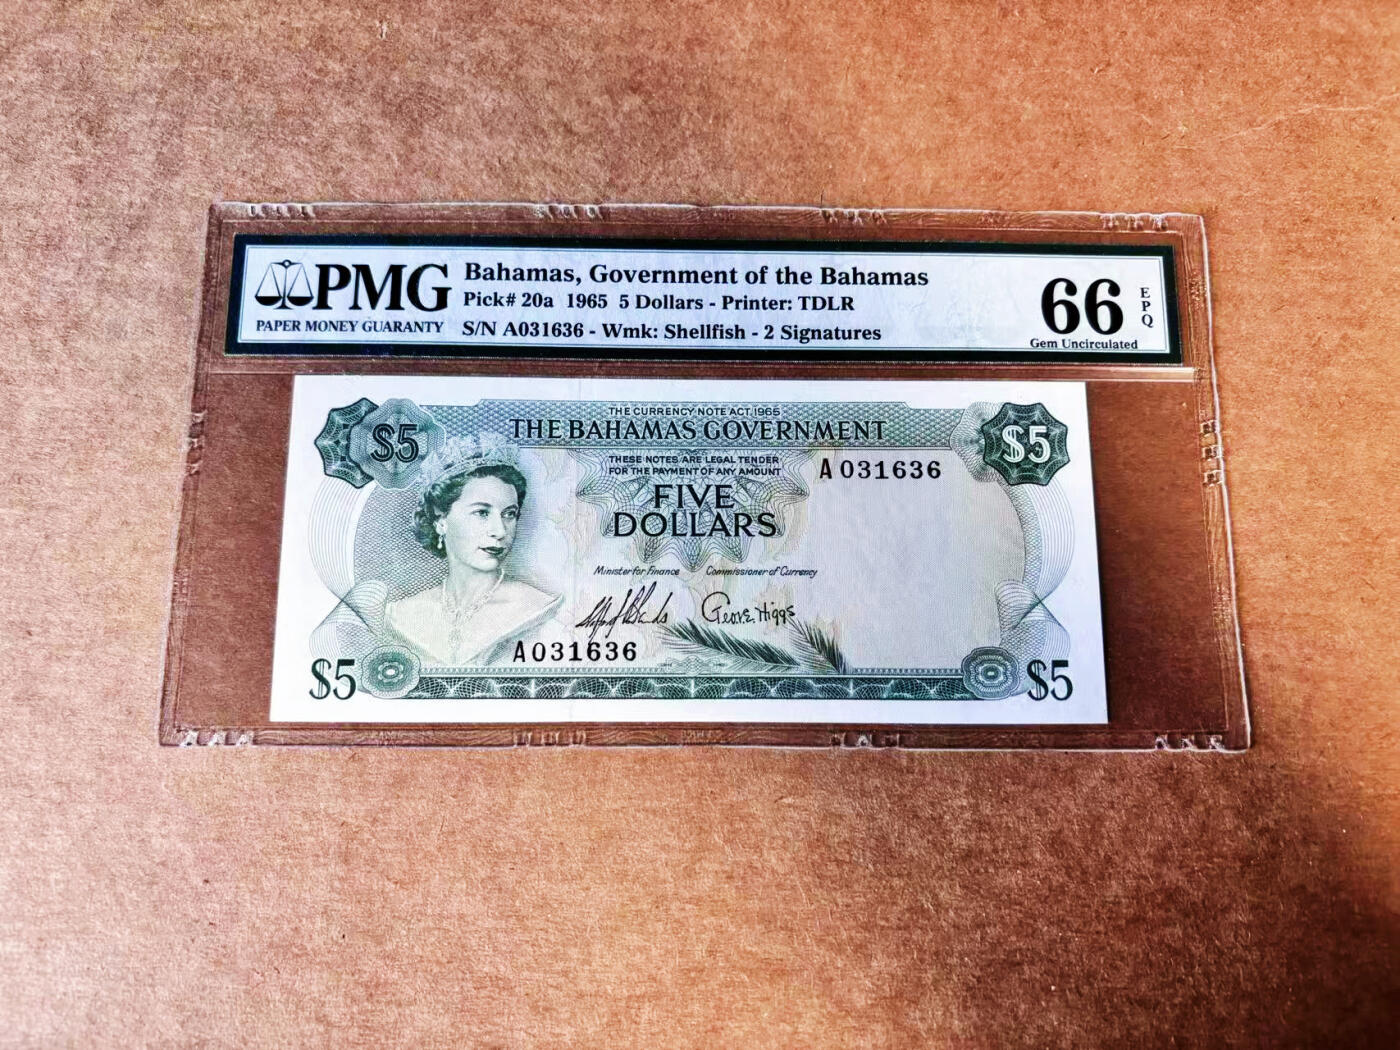 PMG
PAPER MONEY GUARANTY
Bahamas, Government of the Bahamas
Pick# 20a 1965 5 Dollars - Printer: TDLR
S/N A031636 - Wmk: Shellfish - 2 Signatures
66
EPQ
Gem Uncirculated
THE CURRENCY NOTE ACT 1965
$5 THE BAHAMAS GOVERNMENT $5
THESE NOTES ARE LEGAL TENDER
FOR THE PAYMENT OF ANY AMOUNT
A 031636
FIVE
DOLLARS
Minister for Finance Commissioner of Currency
Geo. E. Higgs
A 031636
$5 $5